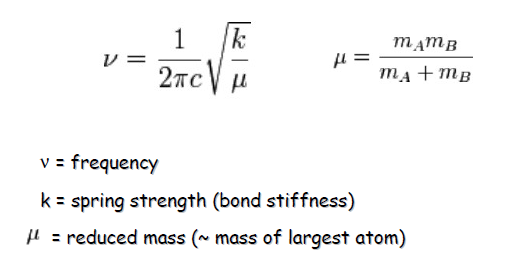 ν = 1/(2πc) √(k/μ)    μ = m_A m_B/(m_A + m_B)
ν = frequency
k = spring strength (bond stiffness)
μ = reduced mass (~ mass of largest atom)